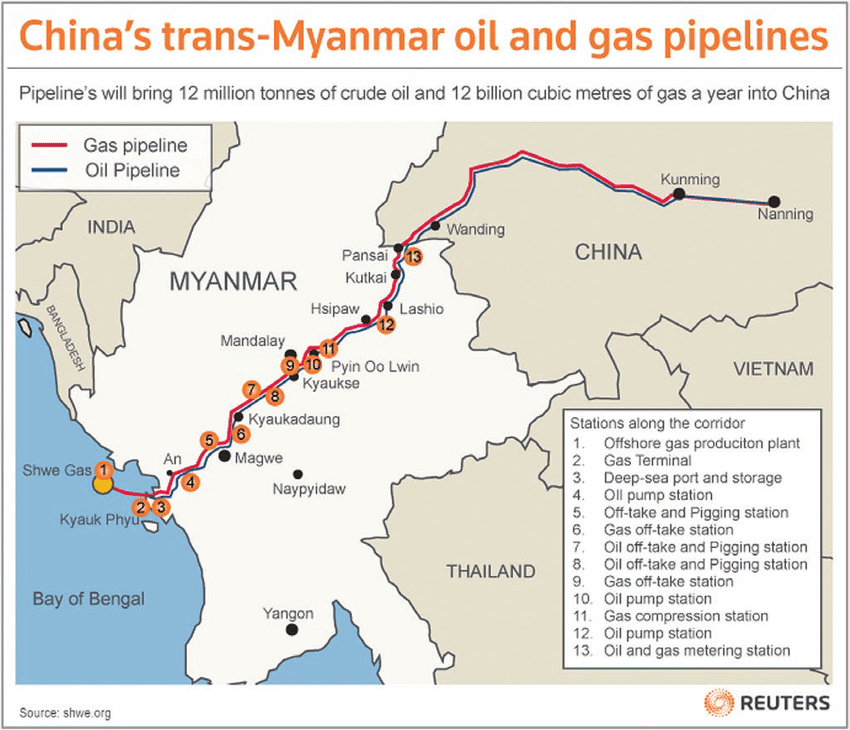 China's trans-Myanmar oil and gas pipelines
Pipeline's will bring 12 million tonnes of crude oil and 12 billion cubic metres of gas a year into China
Gas pipeline
Oil Pipeline
Kunming
Nanning
Wanding
INDIA
Pansai
13
CHINA
Kutkai
MYANMAR
Hsipaw
Lashio
12
BANGLADESH
Mandalay
11
9
10
Pyin Oo Lwin
VIETNAM
Kyaukse
7
8
Kyaukadaung
6
5
Magwe
An
Shwe Gas
1
4
Naypyidaw
2
3
Kyauk Phyu
THAILAND
Bay of Bengal
Yangon
Stations along the corridor
1. Offshore gas produciton plant
2. Gas Terminal
3. Deep-sea port and storage
4. OIl pump station
5. Off-take and Pigging station
6. Gas off-take station
7. Oil off-take and Pigging station
8. Oil off-take and Pigging station
9. Gas off-take station
10. Oil pump station
11. Gas compression station
12. Oil pump station
13. Oil and gas metering station
Source: shwe.org
REUTERS